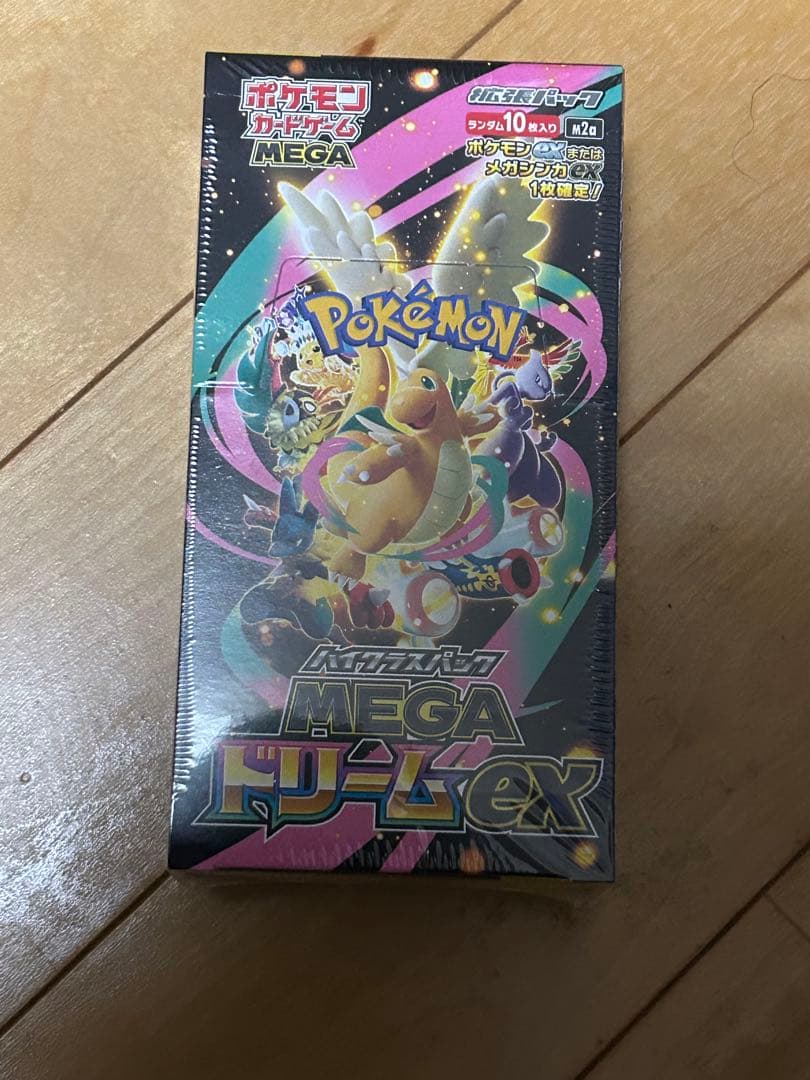 ポケモン
カードゲーム
MEGA
拡張パック
ランダム10枚入り
M2a
ポケモンexまたは
メガシンカex
1枚確定!
POKéMON
ハイクラスパック
MEGA
ドリームex